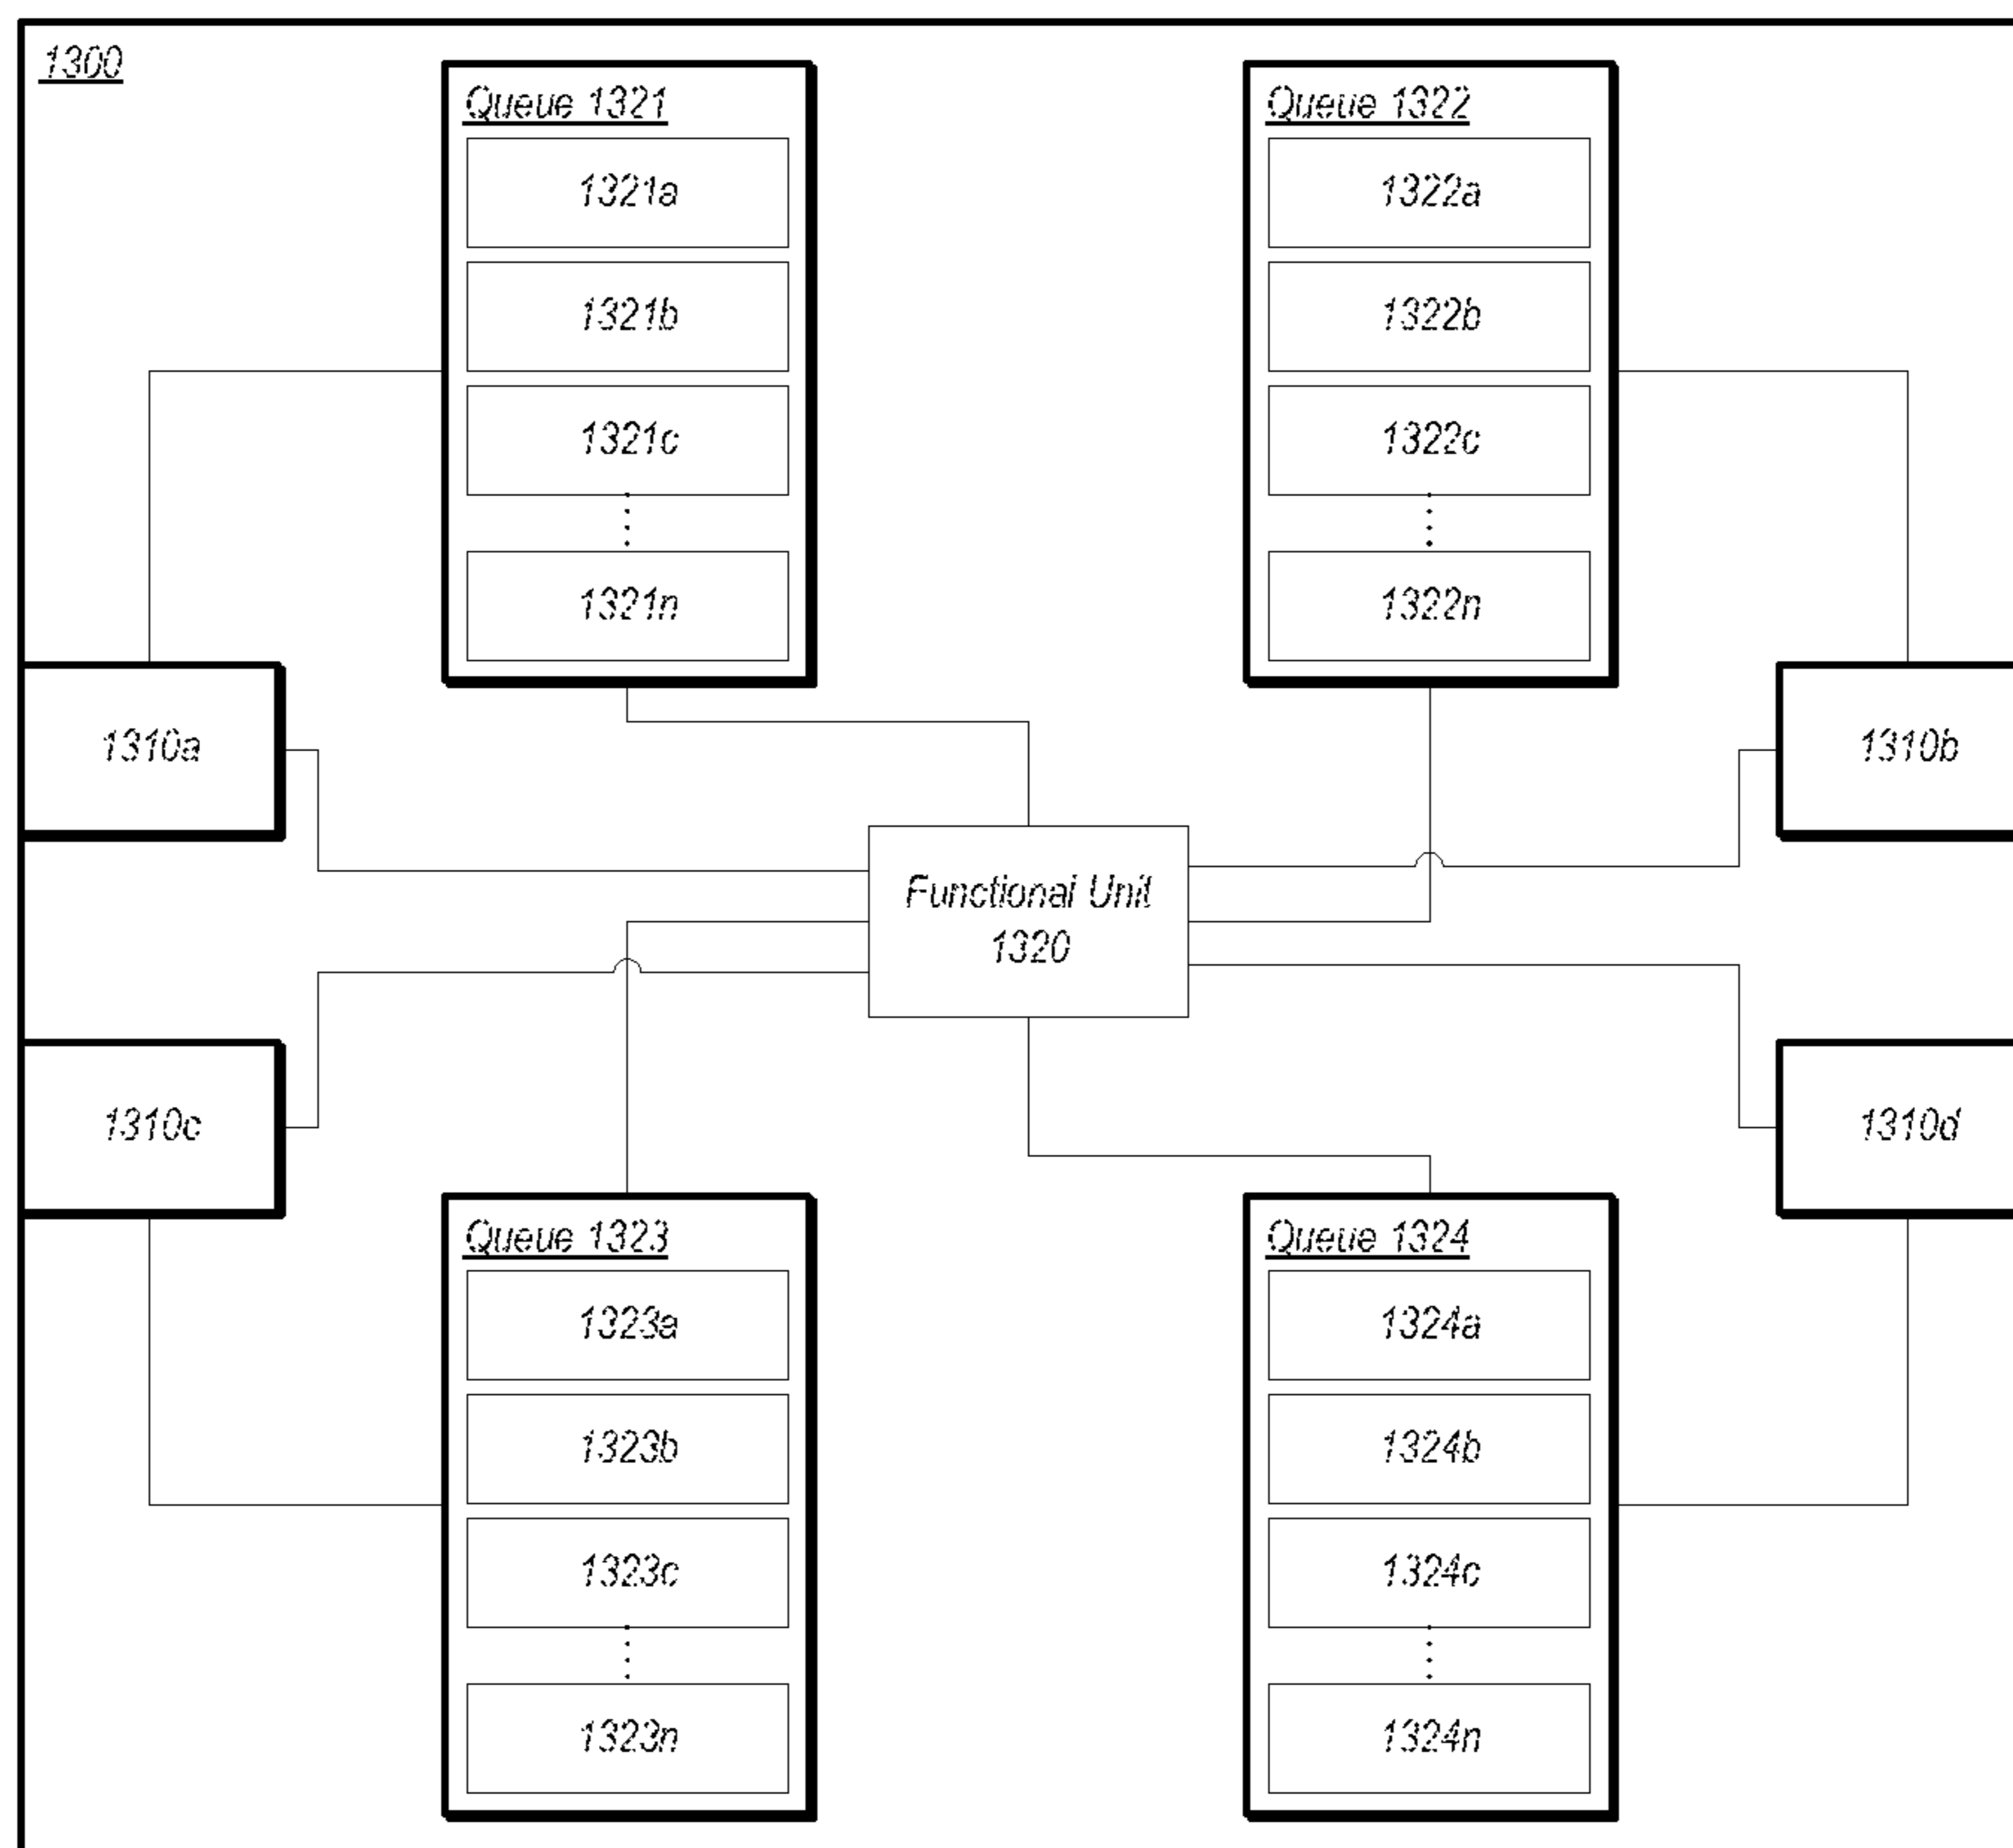 1300
Queue 1321
1321a
1321b
1321c
1321n
Queue 1322
1322a
1322b
1322c
1322n
1310a
1310b
Functional Unit
1320
1310c
1310d
Queue 1323
1323a
1323b
1323c
1323n
Queue 1324
1324a
1324b
1324c
1324n